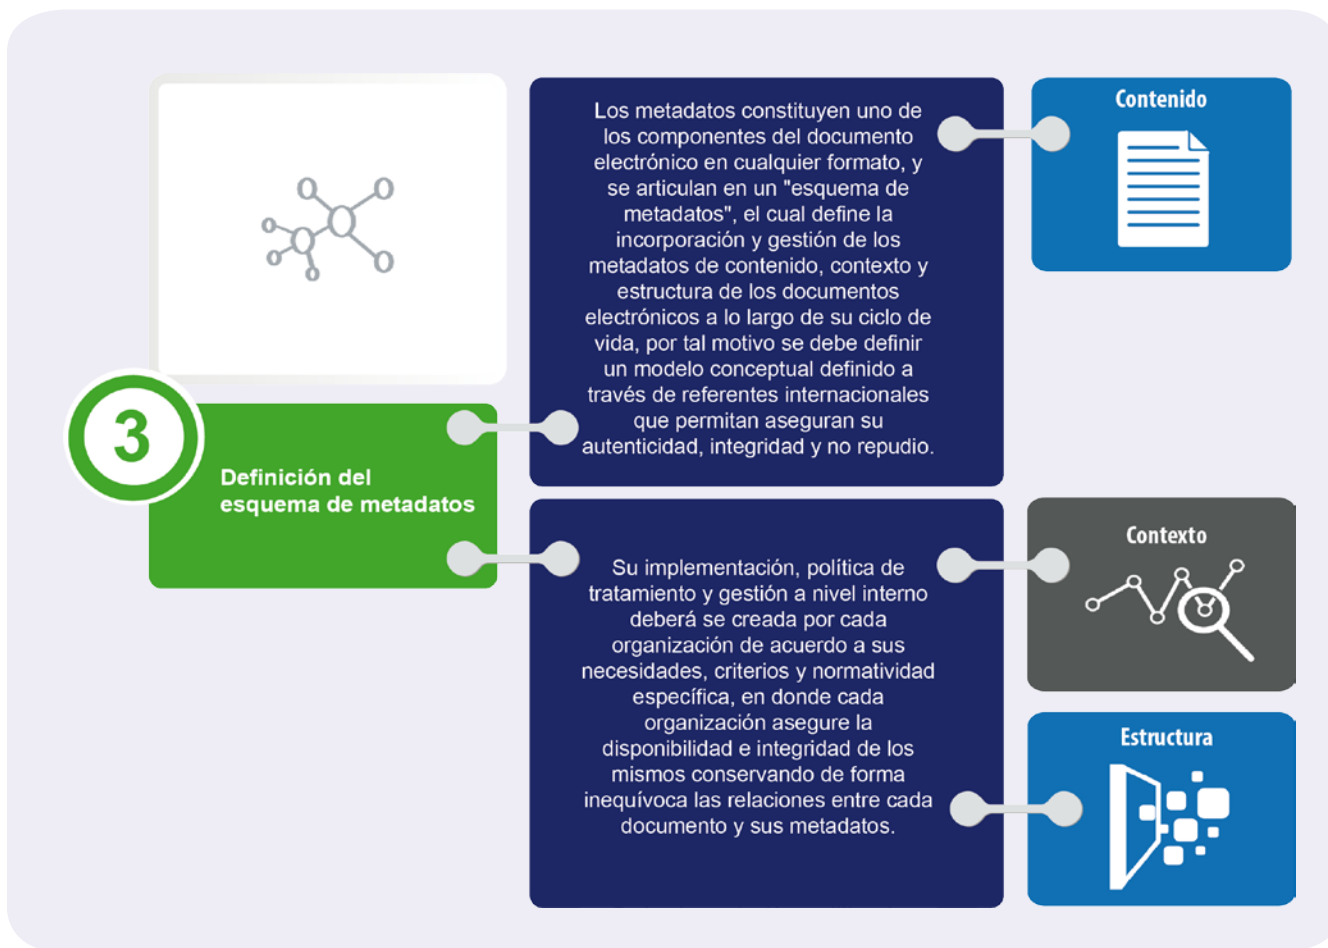 3
Definición del
esquema de metadatos
Los metadatos constituyen uno de
los componentes del documento
electrónico en cualquier formato, y
se articulan en un "esquema de
metadatos", el cual define la
incorporación y gestión de los
metadatos de contenido, contexto y
estructura de los documentos
electrónicos a lo largo de su ciclo de
vida, por tal motivo se debe definir
un modelo conceptual definido a
través de referentes internacionales
que permitan aseguran su
autenticidad, integridad y no repudio.
Su implementación, política de
tratamiento y gestión a nivel interno
deberá se creada por cada
organización de acuerdo a sus
necesidades, criterios y normatividad
específica, en donde cada
organización asegure la
disponibilidad e integridad de los
mismos conservando de forma
inequívoca las relaciones entre cada
documento y sus metadatos.
Contenido
Contexto
Estructura